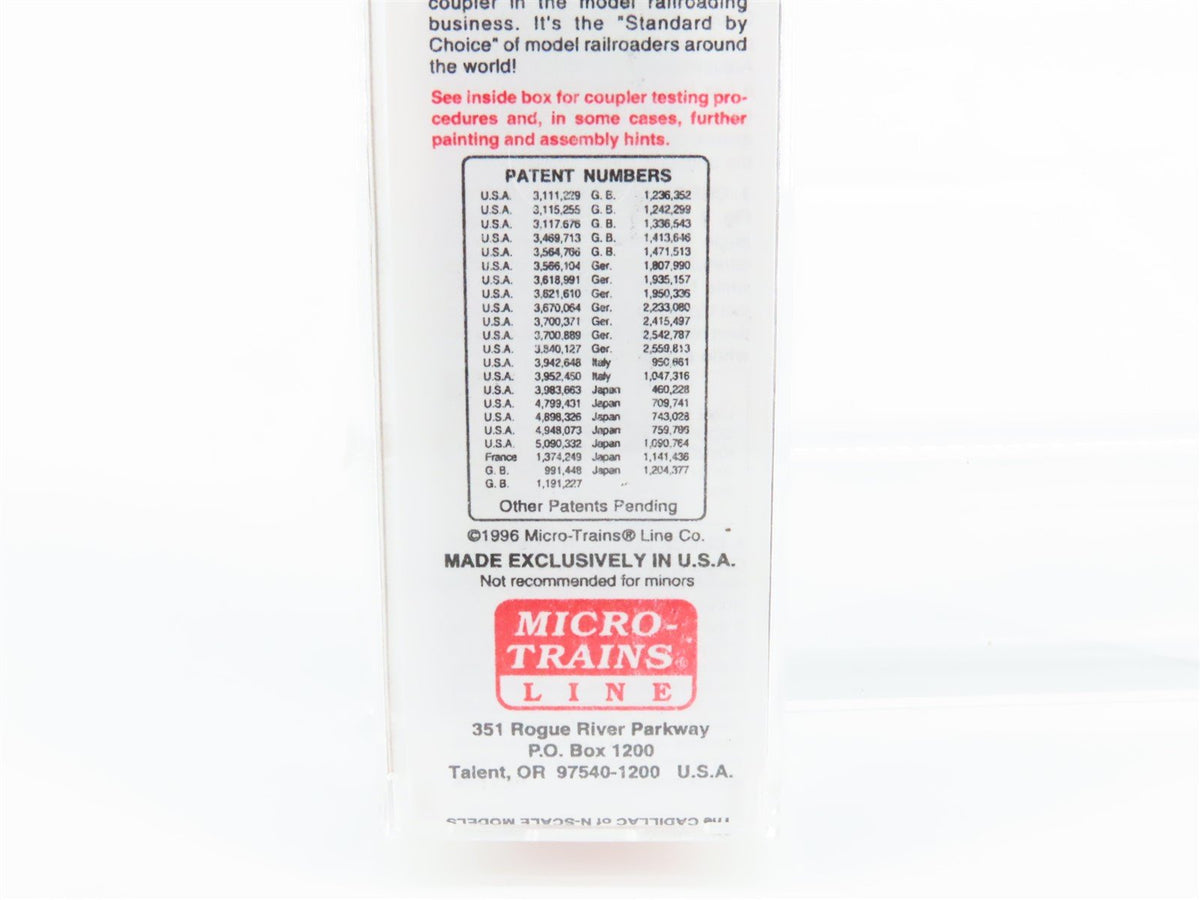 coupler in the model railroading
business. It's the "Standard by
Choice" of model railroaders around
the world!
See inside box for coupler testing pro-
cedures and, in some cases, further
painting and assembly hints.
PATENT NUMBERS
U.S.A. 3,111,229 G. B. 1,236,352
U.S.A. 3,115,255 G. B. 1,242,299
U.S.A. 3,117,676 G. B. 1,336,543
U.S.A. 3,469,713 G. B. 1,413,646
U.S.A. 3,564,766 G. B. 1,471,513
U.S.A. 3,566,104 Ger. 1,807,990
U.S.A. 3,618,991 Ger. 1,935,157
U.S.A. 3,621,610 Ger. 1,950,336
U.S.A. 3,670,064 Ger. 2,233,080
U.S.A. 3,700,371 Ger. 2,415,497
U.S.A. 3,700,889 Ger. 2,542,787
U.S.A. 3,840,127 Ger. 2,559,813
U.S.A. 3,942,648 Italy 950,661
U.S.A. 3,952,450 Italy 1,047,316
U.S.A. 3,983,663 Japan 460,228
U.S.A. 4,799,431 Japan 709,741
U.S.A. 4,898,326 Japan 743,028
U.S.A. 4,948,073 Japan 759,796
U.S.A. 5,090,332 Japan 1,090,764
France 1,374,249 Japan 1,141,436
G. B. 991,448 Japan 1,204,377
G. B. 1,191,227
Other Patents Pending
©1996 Micro-Trains® Line Co.
MADE EXCLUSIVELY IN U.S.A.
Not recommended for minors
MICRO-
TRAINS®
LINE
351 Rogue River Parkway
P.O. Box 1200
Talent, OR 97540-1200 U.S.A.
The CADILLAC of N-SCALE MODELS